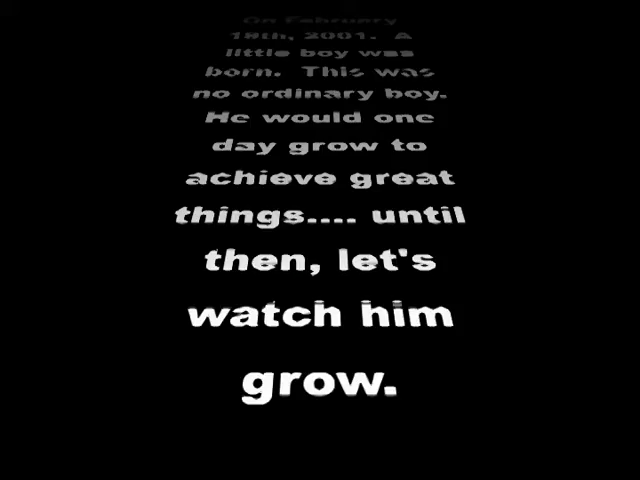 On February
18th, 2001.  A
little boy was
born.  This was
no ordinary boy.
He would one
day grow to
achieve great
things.... until
then, let's
watch him
grow.